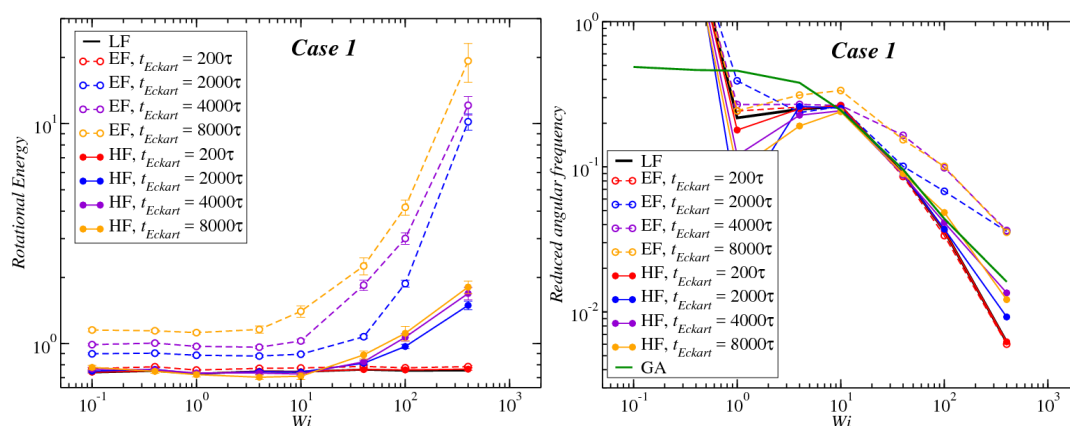 Case 1
LF
EF, t_Eckart = 200τ
EF, t_Eckart = 2000τ
EF, t_Eckart = 4000τ
EF, t_Eckart = 8000τ
HF, t_Eckart = 200τ
HF, t_Eckart = 2000τ
HF, t_Eckart = 4000τ
HF, t_Eckart = 8000τ
Rotational Energy
10^1
10^0
10^-1
10^0
10^1
10^2
10^3
Wi
Case 1
LF
EF, t_Eckart = 200τ
EF, t_Eckart = 2000τ
EF, t_Eckart = 4000τ
EF, t_Eckart = 8000τ
HF, t_Eckart = 200τ
HF, t_Eckart = 2000τ
HF, t_Eckart = 4000τ
HF, t_Eckart = 8000τ
GA
Reduced angular frequency
10^0
10^-1
10^-2
10^-1
10^0
10^1
10^2
10^3
Wi